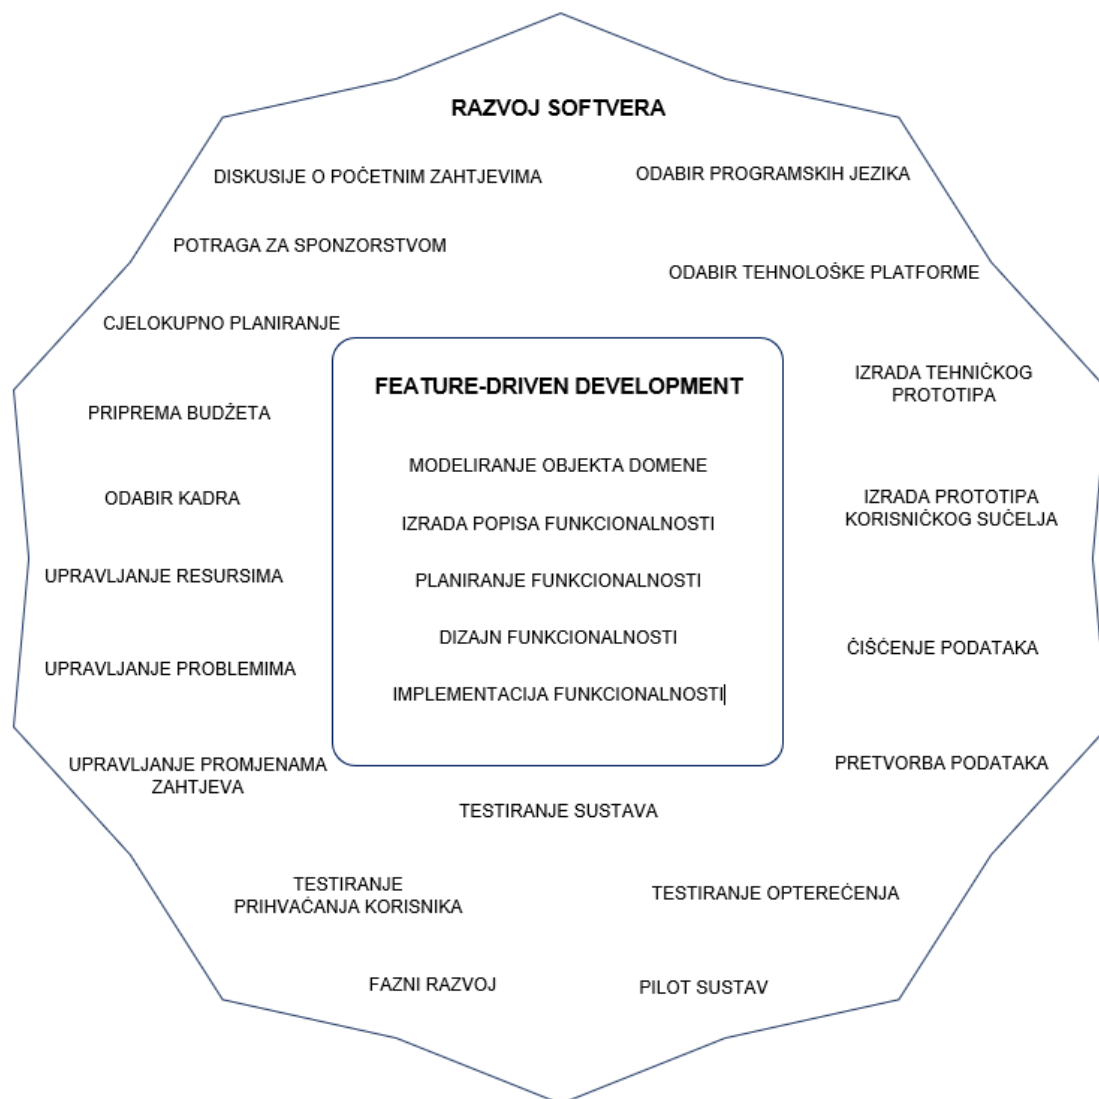 RAZVOJ SOFTVERA
DISKUSIJE O POČETNIM ZAHTJEVIMA
ODABIR PROGRAMSKIH JEZIKA
POTRAGA ZA SPONZORSTVOM
ODABIR TEHNOLOŠKE PLATFORME
CJELOKUPNO PLANIRANJE
IZRADA TEHNIČKOG
PROTOTIPA
FEATURE-DRIVEN DEVELOPMENT
PRIPREMA BUDŽETA
MODELIRANJE OBJEKTA DOMENE
ODABIR KADRA
IZRADA PROTOTIPA
KORISNIČKOG SUČELJA
IZRADA POPISA FUNKCIONALNOSTI
UPRAVLJANJE RESURSIMA
PLANIRANJE FUNKCIONALNOSTI
DIZAJN FUNKCIONALNOSTI
ČIŠĆENJE PODATAKA
UPRAVLJANJE PROBLEMIMA
IMPLEMENTACIJA FUNKCIONALNOSTI
UPRAVLJANJE PROMJENAMA
ZAHTJEVA
PRETVORBA PODATAKA
TESTIRANJE SUSTAVA
TESTIRANJE
PRIHVAĆANJA KORISNIKA
TESTIRANJE OPTEREĆENJA
FAZNI RAZVOJ
PILOT SUSTAV